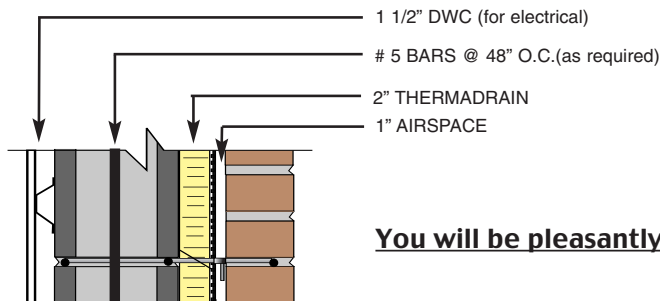 1 1/2” DWC (for electrical)
# 5 BARS @ 48” O.C.(as required)
2” THERMADRAIN
1” AIRSPACE
You will be pleasantly